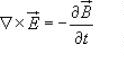 ∇×E⃗ = −∂B⃗/∂t